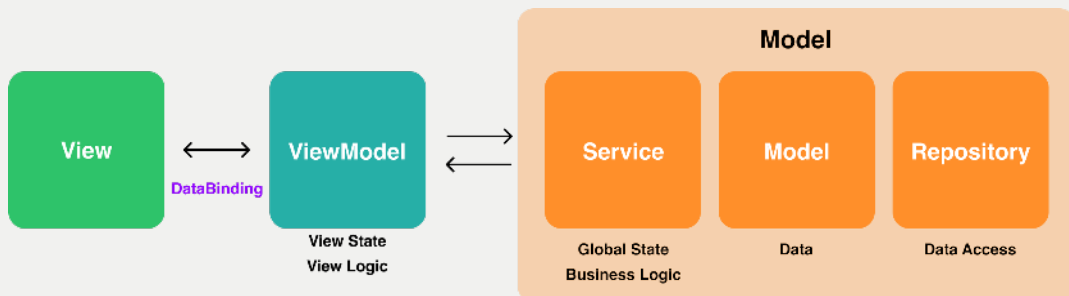 Model
View
DataBinding
ViewModel
View State
View Logic
Service
Global State
Business Logic
Model
Data
Repository
Data Access